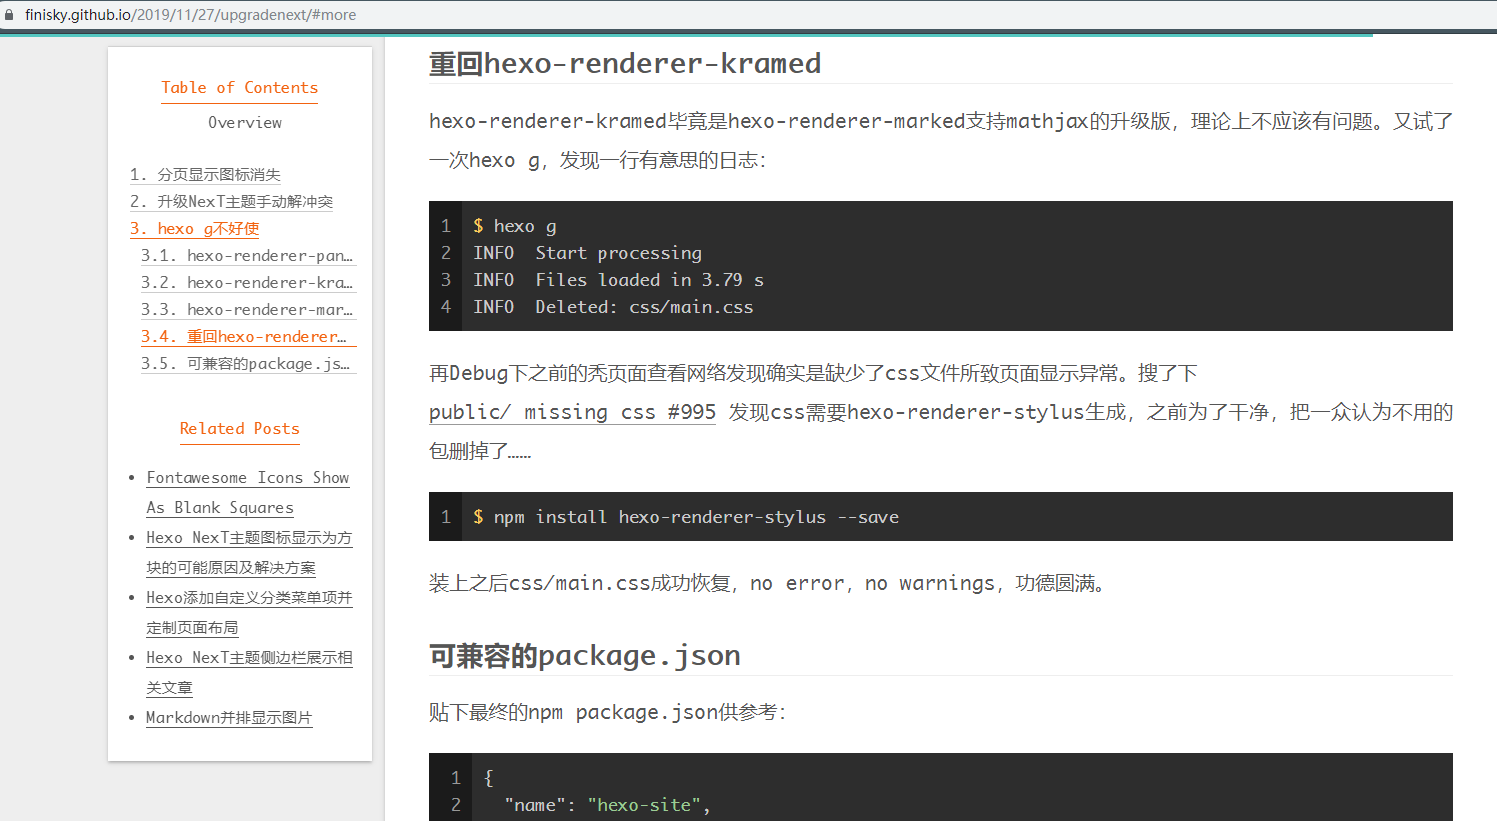 finisky.github.io/2019/11/27/upgradenext/#more
Table of Contents
Overview
1. 分页显示图标消失
2. 升级NexT主题手动解冲突
3. hexo g不好使
3.1. hexo-renderer-pan…
3.2. hexo-renderer-kra…
3.3. hexo-renderer-mar…
3.4. 重回hexo-renderer…
3.5. 可兼容的package.js…
Related Posts
Fontawesome Icons Show
As Blank Squares
Hexo NexT主题图标显示为方
块的可能原因及解决方案
Hexo添加自定义分类菜单项并
定制页面布局
Hexo NexT主题侧边栏展示相
关文章
Markdown并排显示图片
重回hexo-renderer-kramed
hexo-renderer-kramed毕竟是hexo-renderer-marked支持mathjax的升级版，理论上不应该有问题。又试了
一次hexo g，发现一行有意思的日志：
1 $ hexo g
2 INFO  Start processing
3 INFO  Files loaded in 3.79 s
4 INFO  Deleted: css/main.css
再Debug下之前的秃页面查看网络发现确实是缺少了css文件所致页面显示异常。搜了下
public/ missing css #995 发现css需要hexo-renderer-stylus生成，之前为了干净，把一众认为不用的
包删掉了……
1 $ npm install hexo-renderer-stylus --save
装上之后css/main.css成功恢复，no error，no warnings，功德圆满。
可兼容的package.json
贴下最终的npm package.json供参考：
1 {
2   "name": "hexo-site",